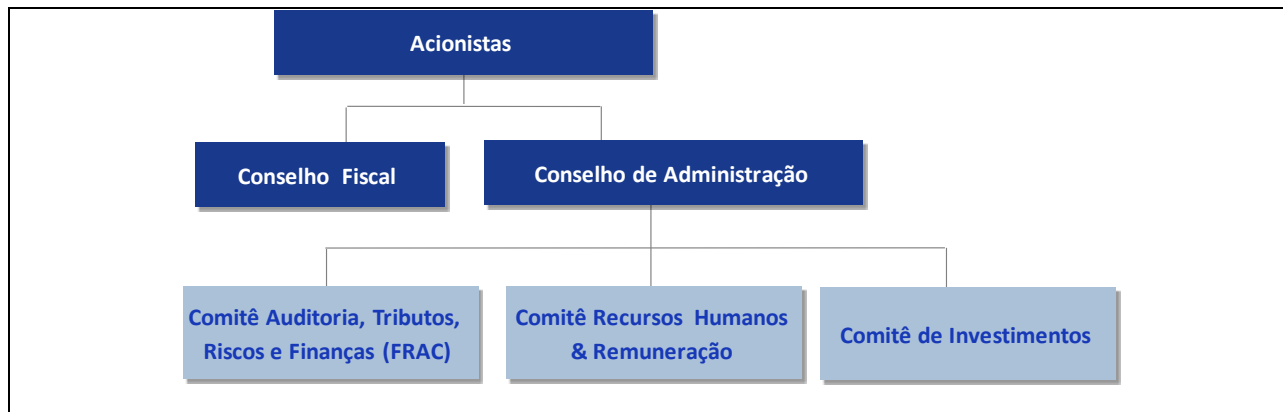 Acionistas
Conselho Fiscal
Conselho de Administração
Comitê Auditoria, Tributos,
Riscos e Finanças (FRAC)
Comitê Recursos Humanos
& Remuneração
Comitê de Investimentos